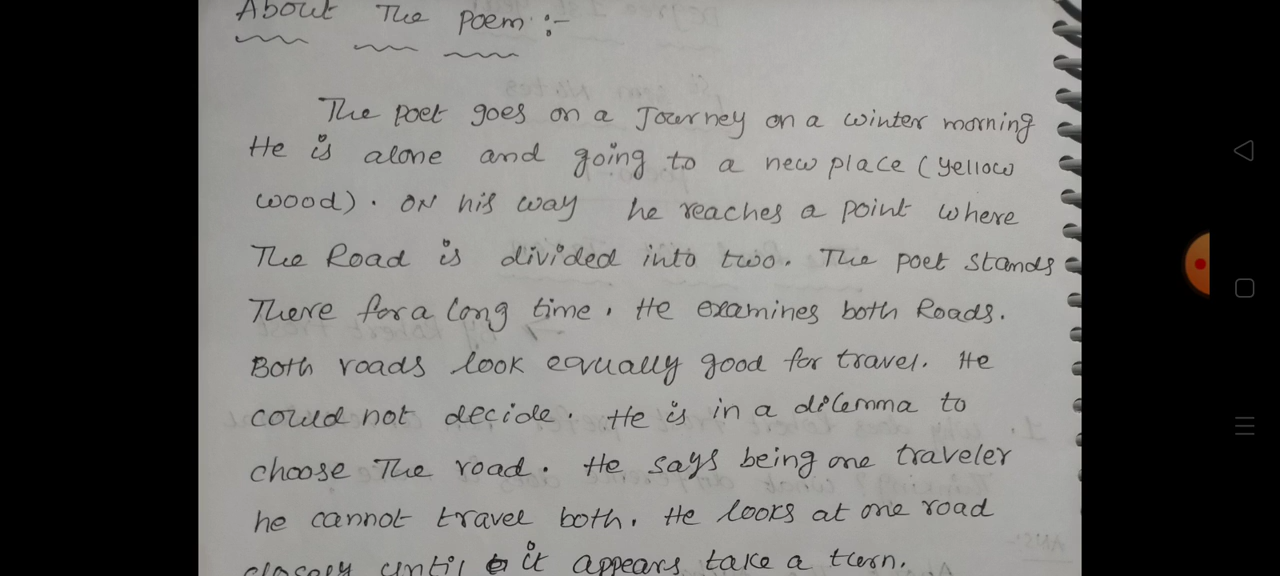 About The Poem :-
The poet goes on a Journey on a winter morning
He is alone and going to a new place (yellow
wood). ON his way he reaches a point where
The Road is divided into two. The poet stands
There for a long time. He examines both Roads.
Both roads look equally good for travel. He
could not decide. He is in a dilemma to
choose The road. He says being one traveler
he cannot travel both. He looks at one road
closely until it appears take a turn.